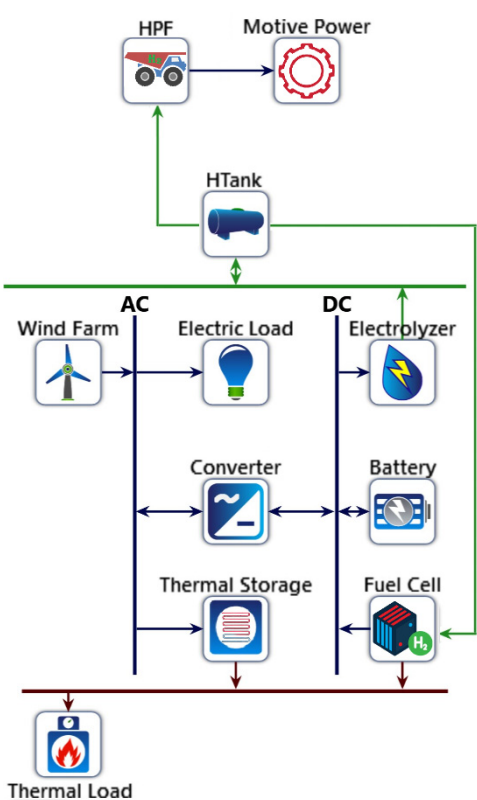 HPF
Motive Power
H₂
HTank
AC
DC
Wind Farm
Electric Load
Electrolyzer
Converter
Battery
Thermal Storage
Fuel Cell
H₂
Thermal Load